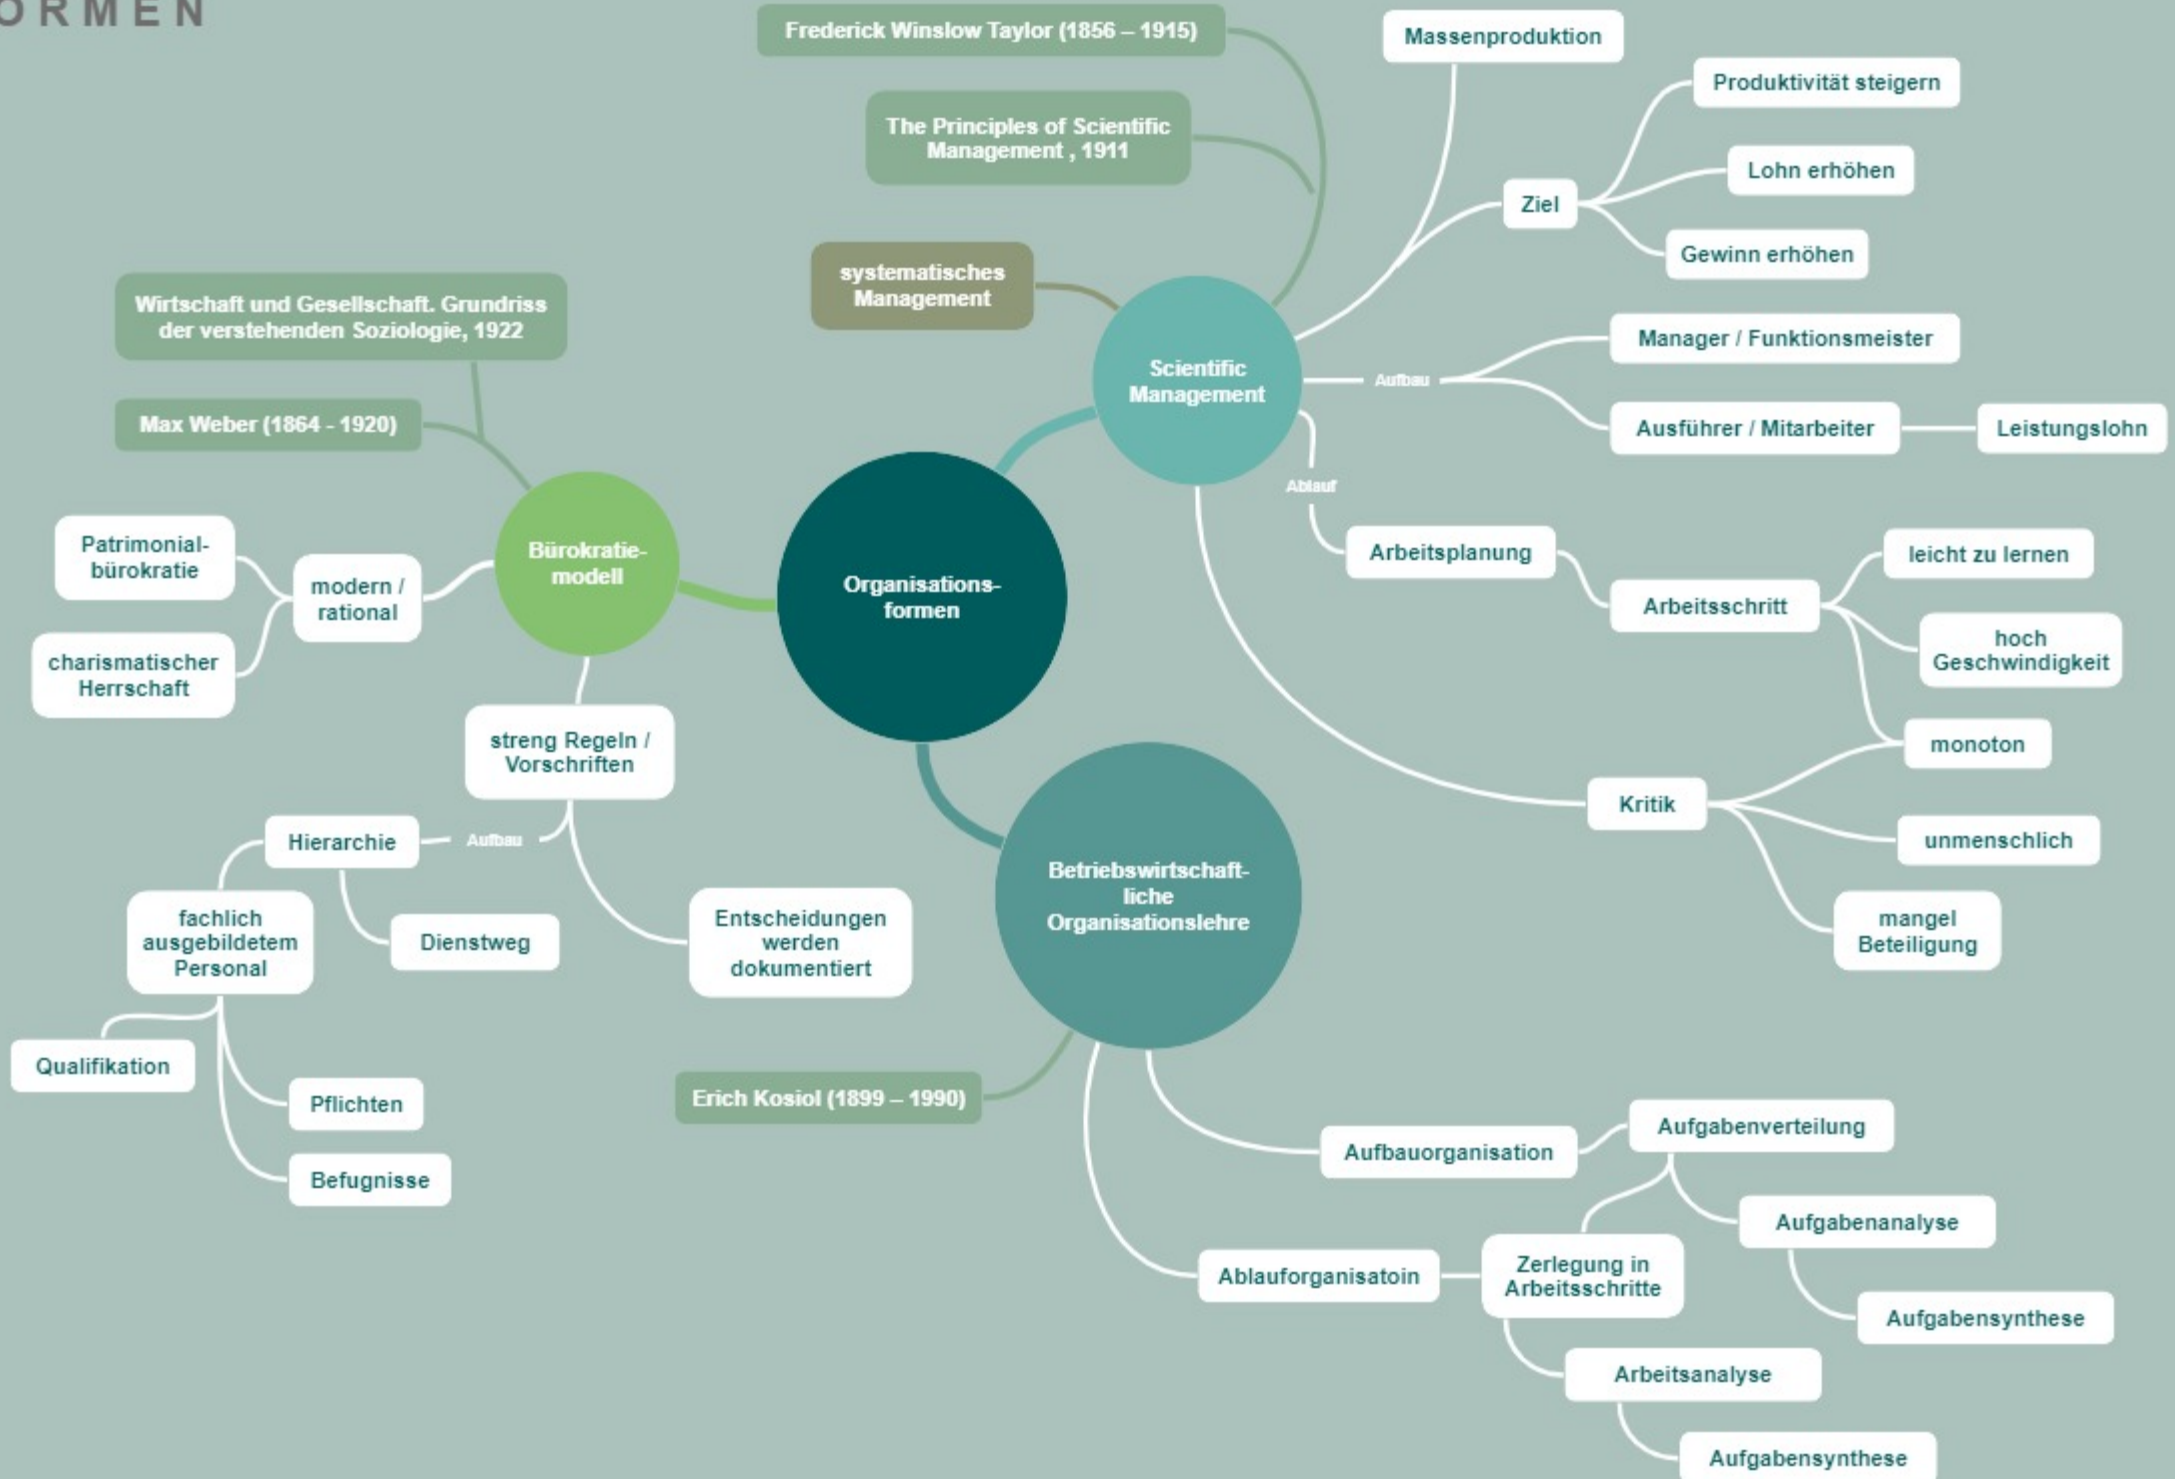 ORMEN
Frederick Winslow Taylor (1856 – 1915)
The Principles of Scientific
Management , 1911
systematisches
Management
Massenproduktion
Produktivität steigern
Lohn erhöhen
Ziel
Gewinn erhöhen
Scientific
Management
Aufbau
Manager / Funktionsmeister
Ausführer / Mitarbeiter
Leistungslohn
Ablauf
Arbeitsplanung
Arbeitsschritt
leicht zu lernen
hoch
Geschwindigkeit
monoton
Kritik
unmenschlich
mangel
Beteiligung
Wirtschaft und Gesellschaft. Grundriss
der verstehenden Soziologie, 1922
Max Weber (1864 - 1920)
Bürokratie-
modell
Organisations-
formen
Patrimonial-
bürokratie
modern /
rational
charismatischer
Herrschaft
streng Regeln /
Vorschriften
Aufbau
Hierarchie
fachlich
ausgebildetem
Personal
Dienstweg
Entscheidungen
werden
dokumentiert
Qualifikation
Pflichten
Befugnisse
Betriebswirtschaft-
liche
Organisationslehre
Erich Kosiol (1899 – 1990)
Aufbauorganisation
Aufgabenverteilung
Aufgabenanalyse
Aufgabensynthese
Ablauforganisatoin
Zerlegung in
Arbeitsschritte
Arbeitsanalyse
Aufgabensynthese